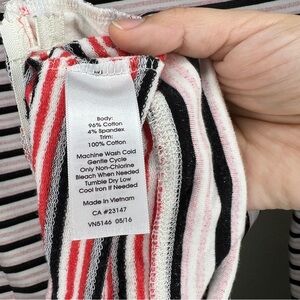 Body:
96% Cotton
4% Spandex
Trim:
100% Cotton
Machine Wash Cold
Gentle Cycle
Only Non-Chlorine
Bleach When Needed
Tumble Dry Low
Cool Iron If Needed
Made In Vietnam
CA #23147
VN5146 05/16